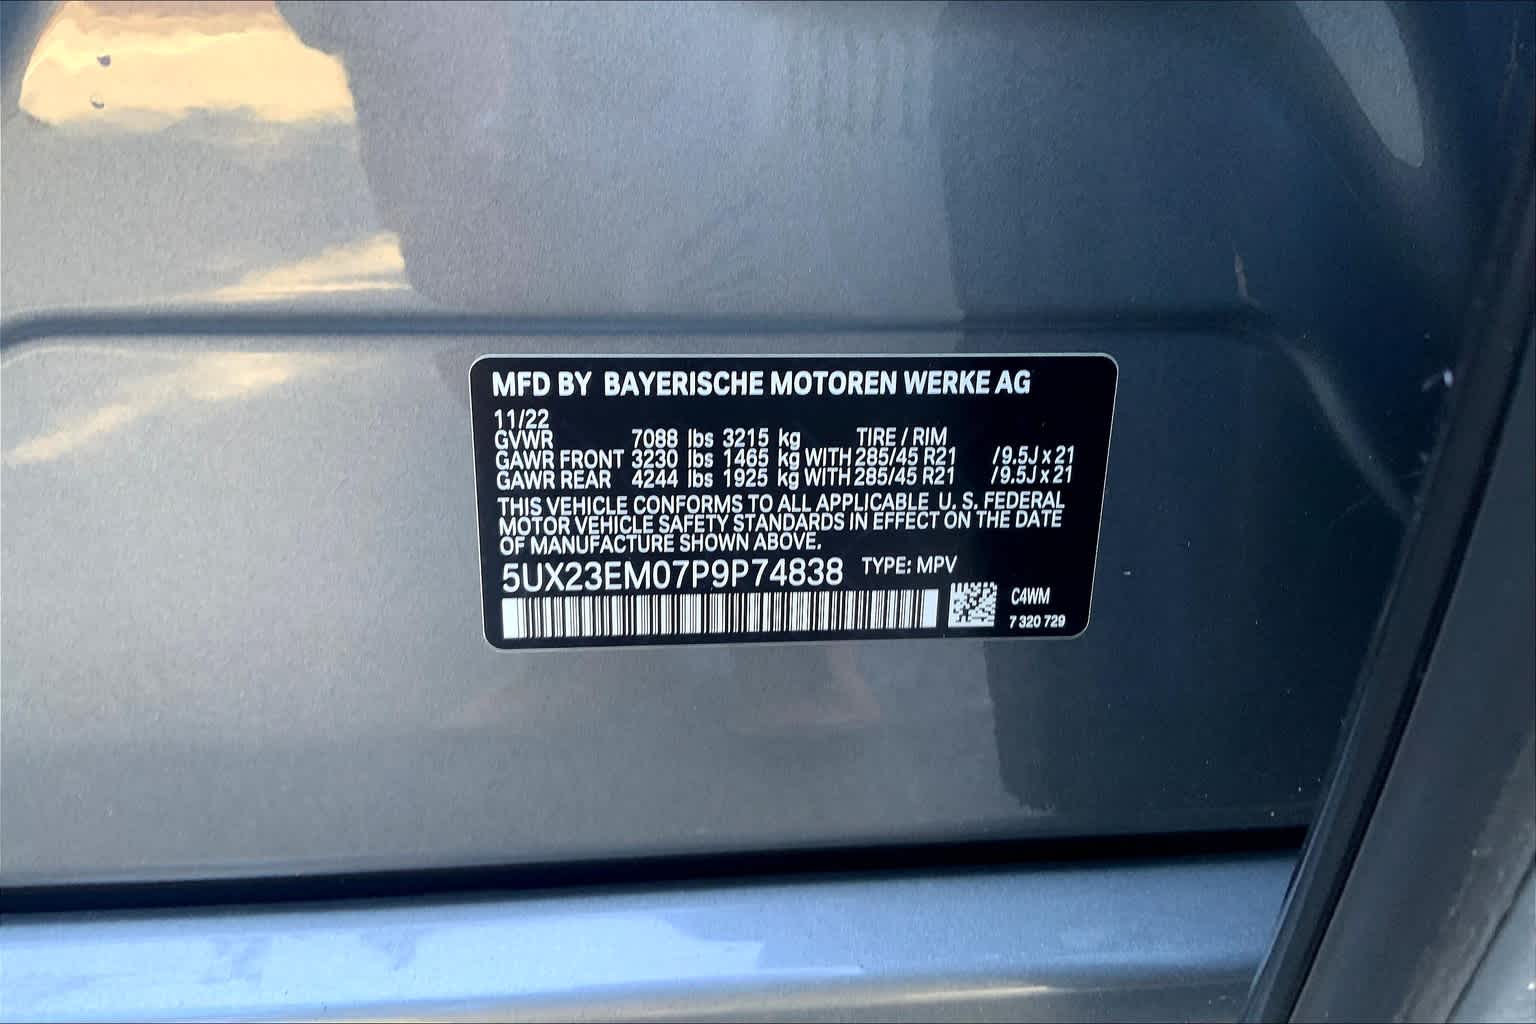 MFD BY BAYERISCHE MOTOREN WERKE AG
11/22
GVWR 7088 lbs 3215 kg TIRE / RIM
GAWR FRONT 3230 lbs 1465 kg WITH 285/45 R21 /9.5J x 21
GAWR REAR 4244 lbs 1925 kg WITH 285/45 R21 /9.5J x 21
THIS VEHICLE CONFORMS TO ALL APPLICABLE U. S. FEDERAL
MOTOR VEHICLE SAFETY STANDARDS IN EFFECT ON THE DATE
OF MANUFACTURE SHOWN ABOVE.
5UX23EM07P9P74838 TYPE: MPV
C4WM
7 320 729